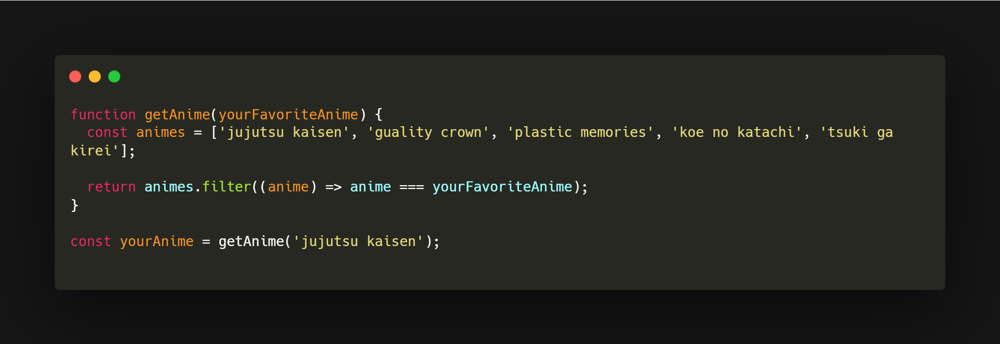 function getAnime(yourFavoriteAnime) {
  const animes = ['jujutsu kaisen', 'guality crown', 'plastic memories', 'koe no katachi', 'tsuki ga
kirei'];
  return animes.filter((anime) => anime === yourFavoriteAnime);
}
const yourAnime = getAnime('jujutsu kaisen');